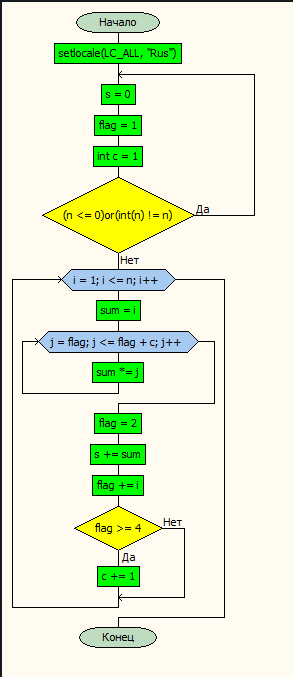 Начало
setlocale(LC_ALL, "Rus")
s = 0
flag = 1
int c = 1
(n <= 0)or(int(n) != n)
Да
Нет
i = 1; i <= n; i++
sum = i
j = flag; j <= flag + c; j++
sum *= j
flag = 2
s += sum
flag += i
flag >= 4
Нет
Да
c += 1
Конец